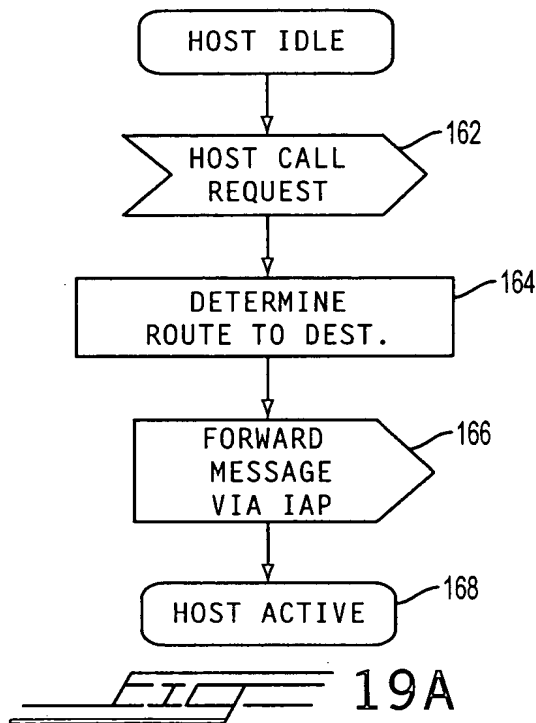 HOST IDLE
HOST CALL
REQUEST
162
DETERMINE
ROUTE TO DEST.
164
FORWARD
MESSAGE
VIA IAP
166
HOST ACTIVE
168
FIG 19A